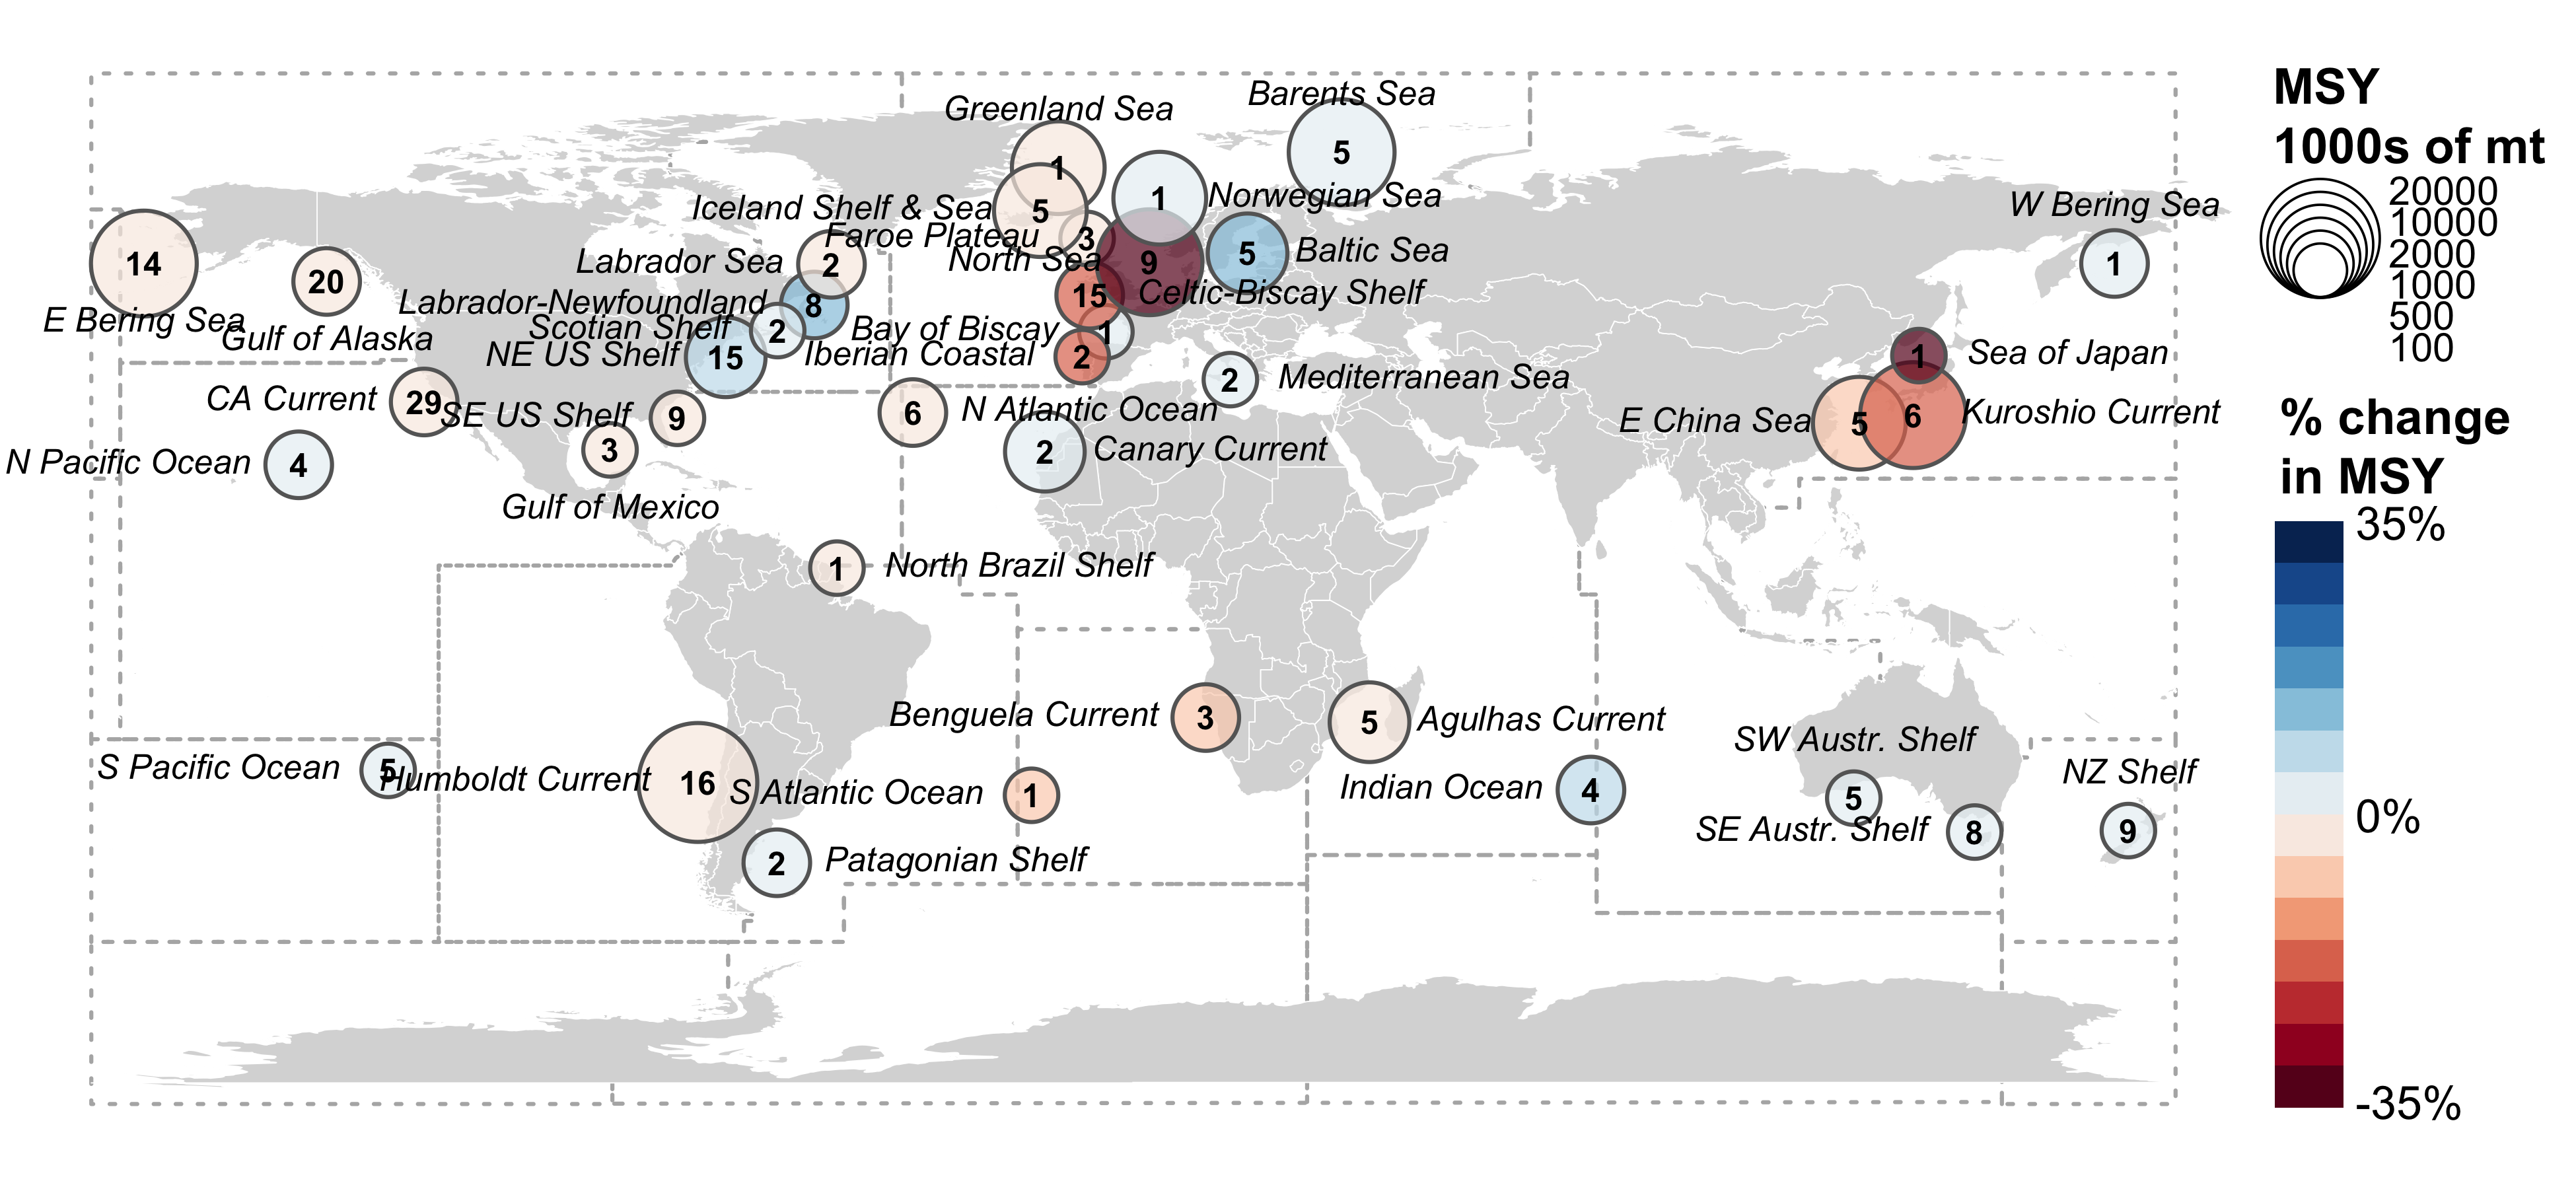 Greenland Sea
1
Barents Sea
5
Iceland Shelf & Sea
5
Norwegian Sea
1
W Bering Sea
1
Faroe Plateau
3
North Sea
9
Baltic Sea
5
E Bering Sea
14
Gulf of Alaska
20
Labrador Sea
2
Labrador-Newfoundland
8
Celtic-Biscay Shelf
15
Scotian Shelf
2
Bay of Biscay
1
NE US Shelf
15
Iberian Coastal
2
Sea of Japan
1
Mediterranean Sea
2
CA Current
29
SE US Shelf
9
N Atlantic Ocean
6
E China Sea
5
Kuroshio Current
6
N Pacific Ocean
4
Gulf of Mexico
3
Canary Current
2
North Brazil Shelf
1
Benguela Current
3
Agulhas Current
5
S Pacific Ocean
5
Humboldt Current
16
S Atlantic Ocean
1
Indian Ocean
4
SW Austr. Shelf
5
NZ Shelf
9
SE Austr. Shelf
8
Patagonian Shelf
2
MSY
1000s of mt
20000
10000
2000
1000
500
100
% change
in MSY
35%
0%
-35%